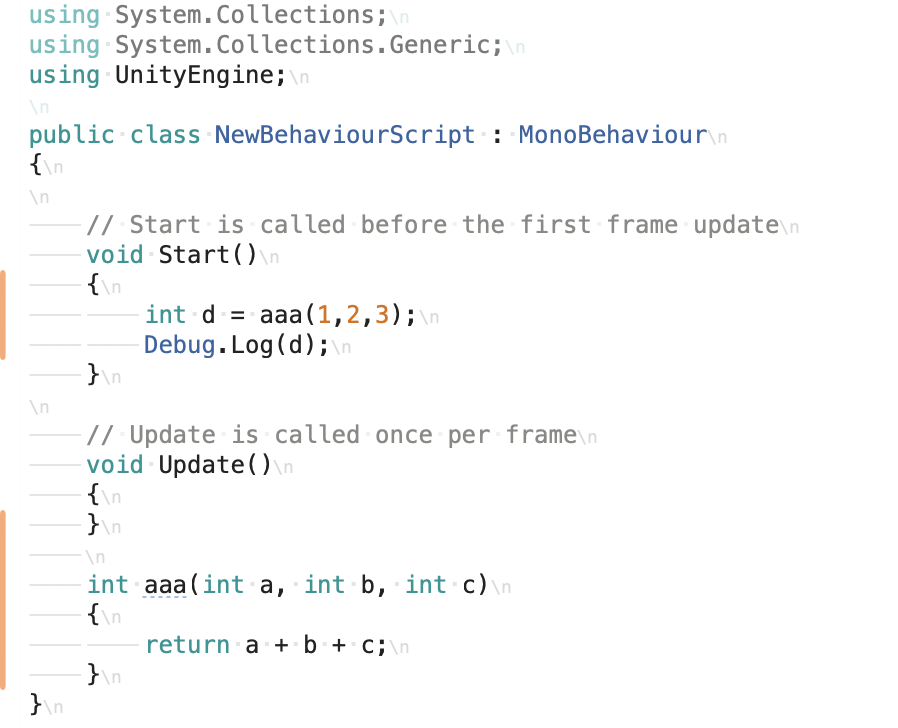 using System.Collections;\n
using System.Collections.Generic;\n
using UnityEngine;\n
\n
public class NewBehaviourScript : MonoBehaviour\n
{\n
\n
// Start is called before the first frame update\n
void Start()\n
{\n
int d = aaa(1,2,3);\n
Debug.Log(d);\n
}\n
\n
// Update is called once per frame\n
void Update()\n
{\n
}\n
\n
int aaa(int a, int b, int c)\n
{\n
return a + b + c;\n
}\n
}\n